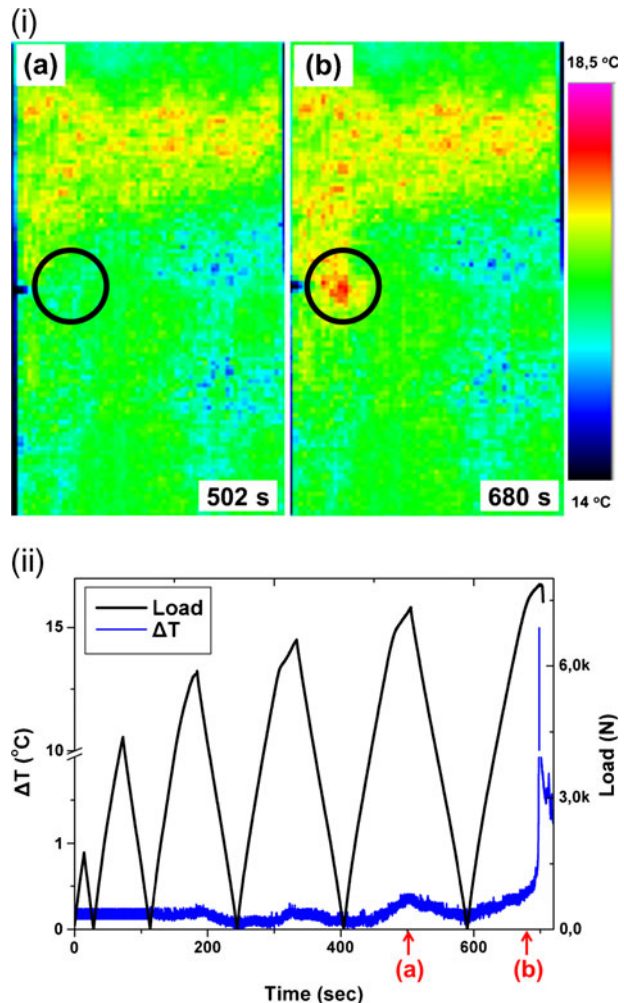 (i)
(a)
(b)
18,5 °C
502 s
680 s
14 °C
(ii)
Load
ΔT
15
10
1
0
ΔT (°C)
6,0k
3,0k
0,0
Load (N)
0
200
400
600
(a)
(b)
Time (sec)